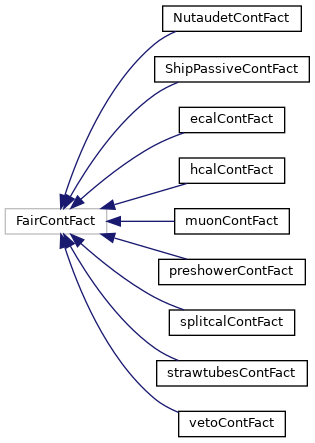 NutaudetContFact
ShipPassiveContFact
ecalContFact
hcalContFact
FairContFact
muonContFact
preshowerContFact
splitcalContFact
strawtubesContFact
vetoContFact